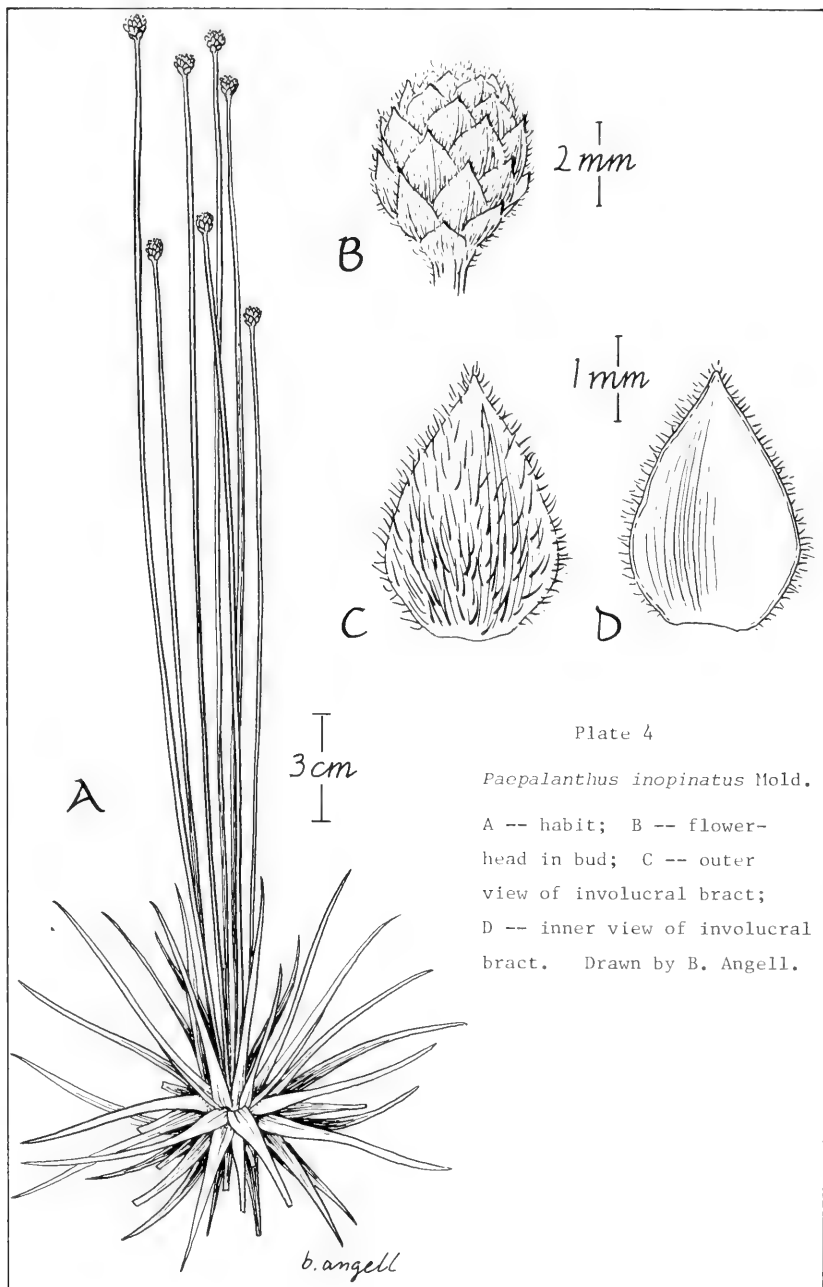 B
2 mm
1 mm
C
D
A
3 cm
Plate 4
Paepalanthus inopinatus Mold.
A -- habit; B -- flower-
head in bud; C -- outer
view of involucral bract;
D -- inner view of involucral
bract. Drawn by B. Angell.
b. angell